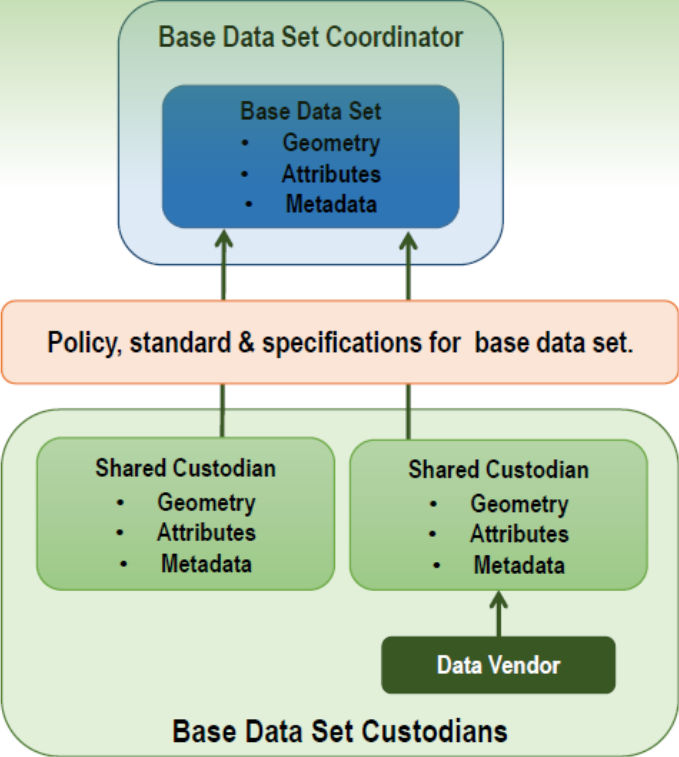 Base Data Set Coordinator
Base Data Set
• Geometry
• Attributes
• Metadata
Policy, standard & specifications for base data set.
Shared Custodian
• Geometry
• Attributes
• Metadata
Shared Custodian
• Geometry
• Attributes
• Metadata
Data Vendor
Base Data Set Custodians